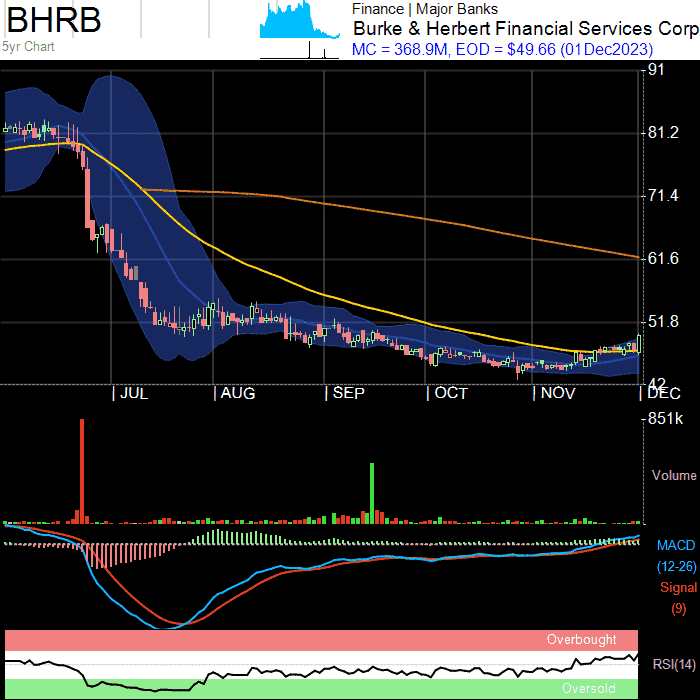 BHRB
5yr Chart
Finance | Major Banks
Burke & Herbert Financial Services Corp
MC = 368.9M, EOD = $49.66 (01Dec2023)
91
81.2
71.4
61.6
51.8
42
JUL AUG SEP OCT NOV DEC
851k
Volume
MACD
(12-26)
Signal
(9)
Overbought
RSI(14)
Oversold